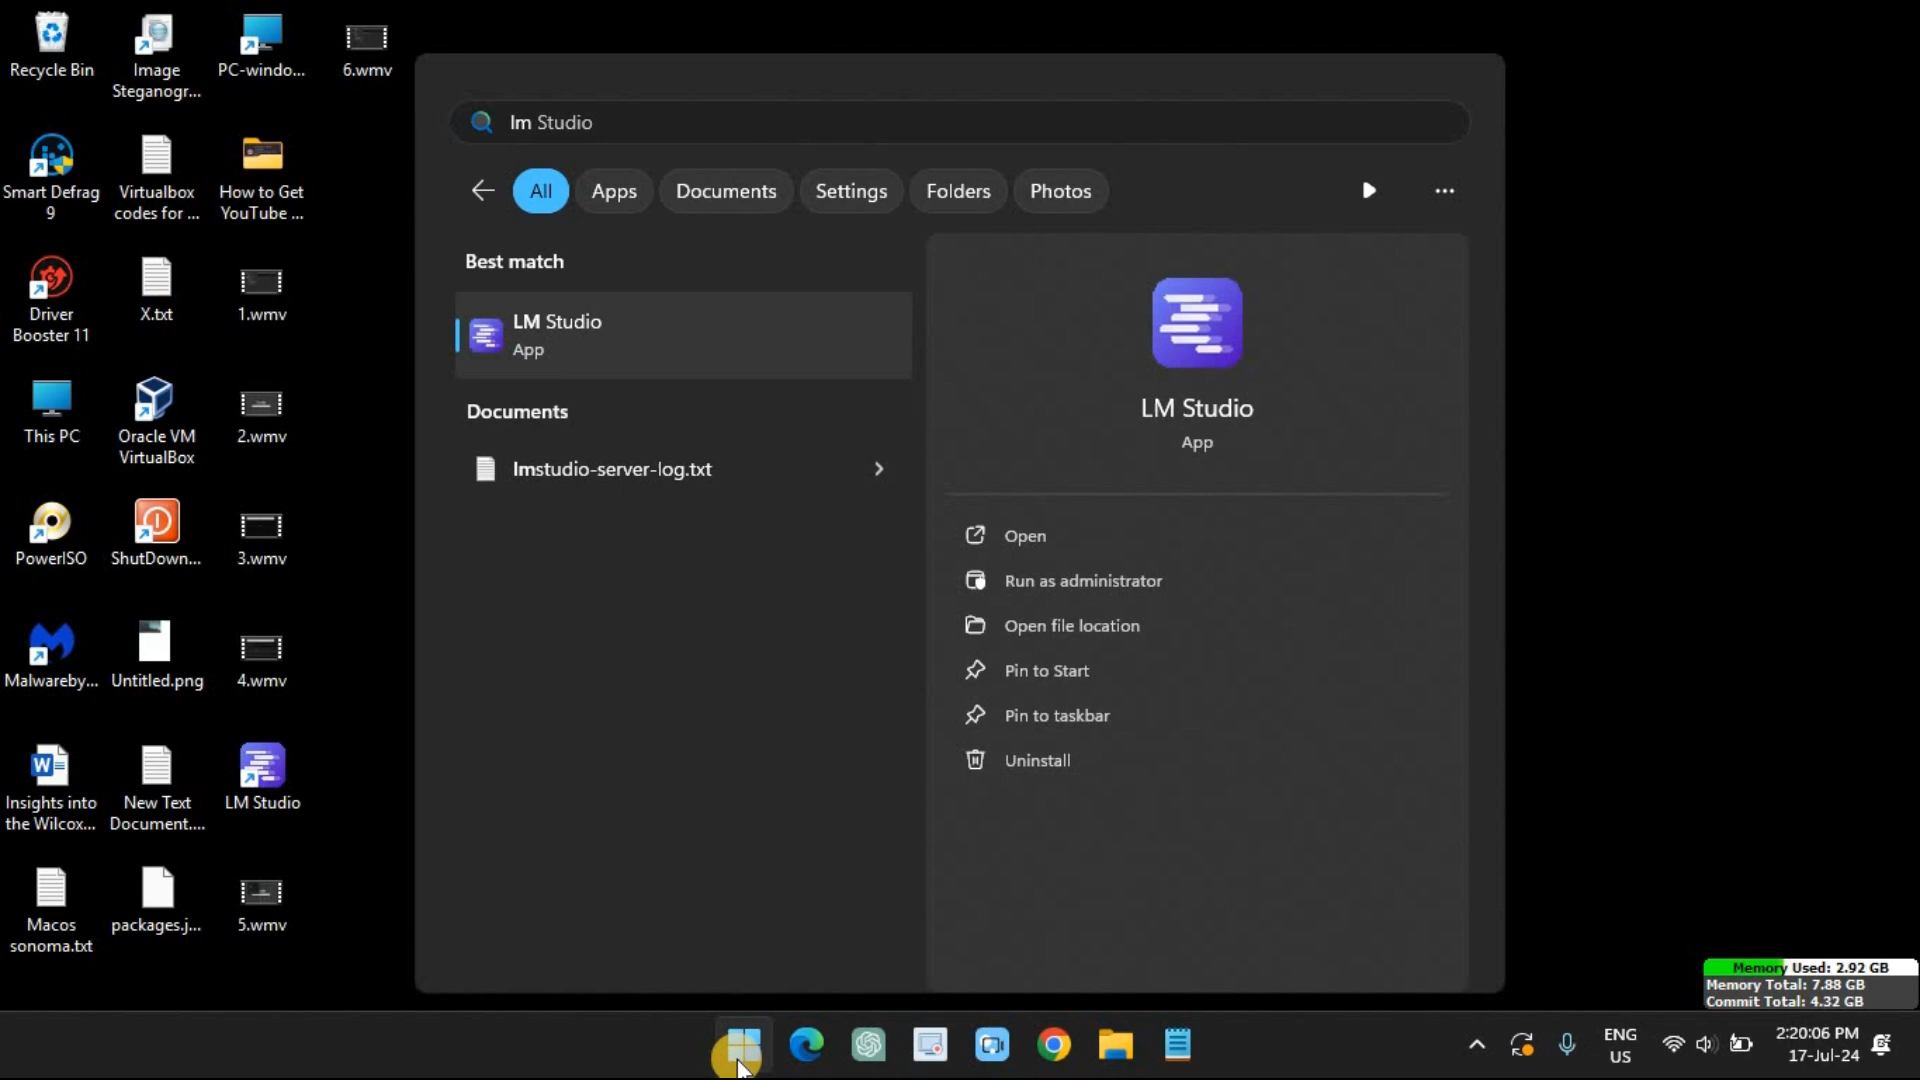 Recycle Bin
Image
Steganogr...
PC-windo...
6.wmv
Smart Defrag
9
Virtualbox
codes for ...
How to Get
YouTube ...
Driver
Booster 11
X.txt
1.wmv
This PC
Oracle VM
VirtualBox
2.wmv
PowerISO
ShutDown...
3.wmv
Malwareby...
Untitled.png
4.wmv
Insights into
the Wilcox...
New Text
Document....
LM Studio
Macos
sonoma.txt
packages.j...
5.wmv
lm Studio
All
Apps
Documents
Settings
Folders
Photos
Best match
LM Studio
App
Documents
lmstudio-server-log.txt
LM Studio
App
Open
Run as administrator
Open file location
Pin to Start
Pin to taskbar
Uninstall
Memory Used: 2.92 GB
Memory Total: 7.88 GB
Commit Total: 4.32 GB
ENG
US
2:20:06 PM
17-Jul-24